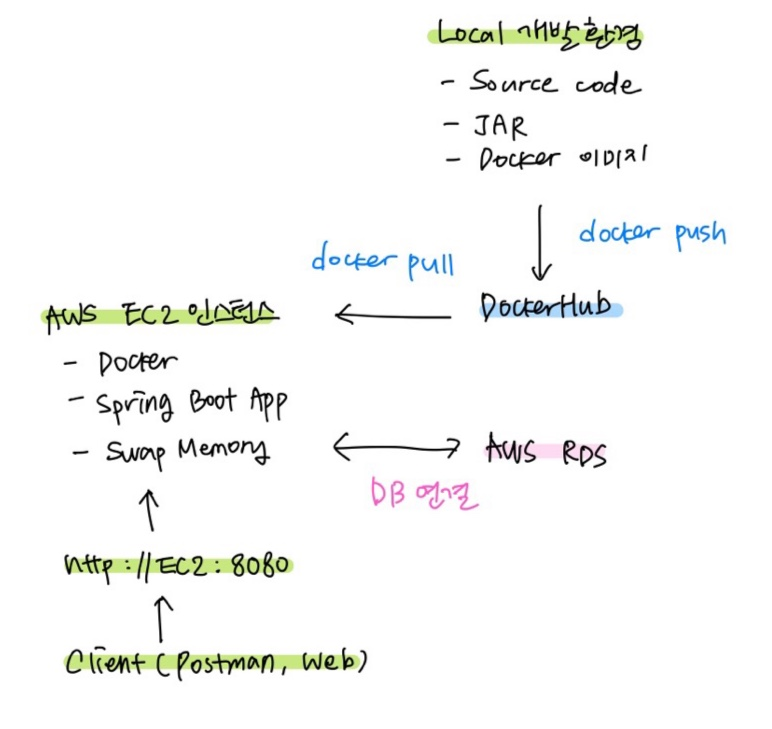 Local 개발환경
- Source code
- JAR
- Docker 이미지
docker push
docker pull
DockerHub
AWS EC2 인스턴스
- Docker
- Spring Boot App
- Swap Memory
AWS RDS
DB 연결
http://EC2:8080
Client (Postman, Web)